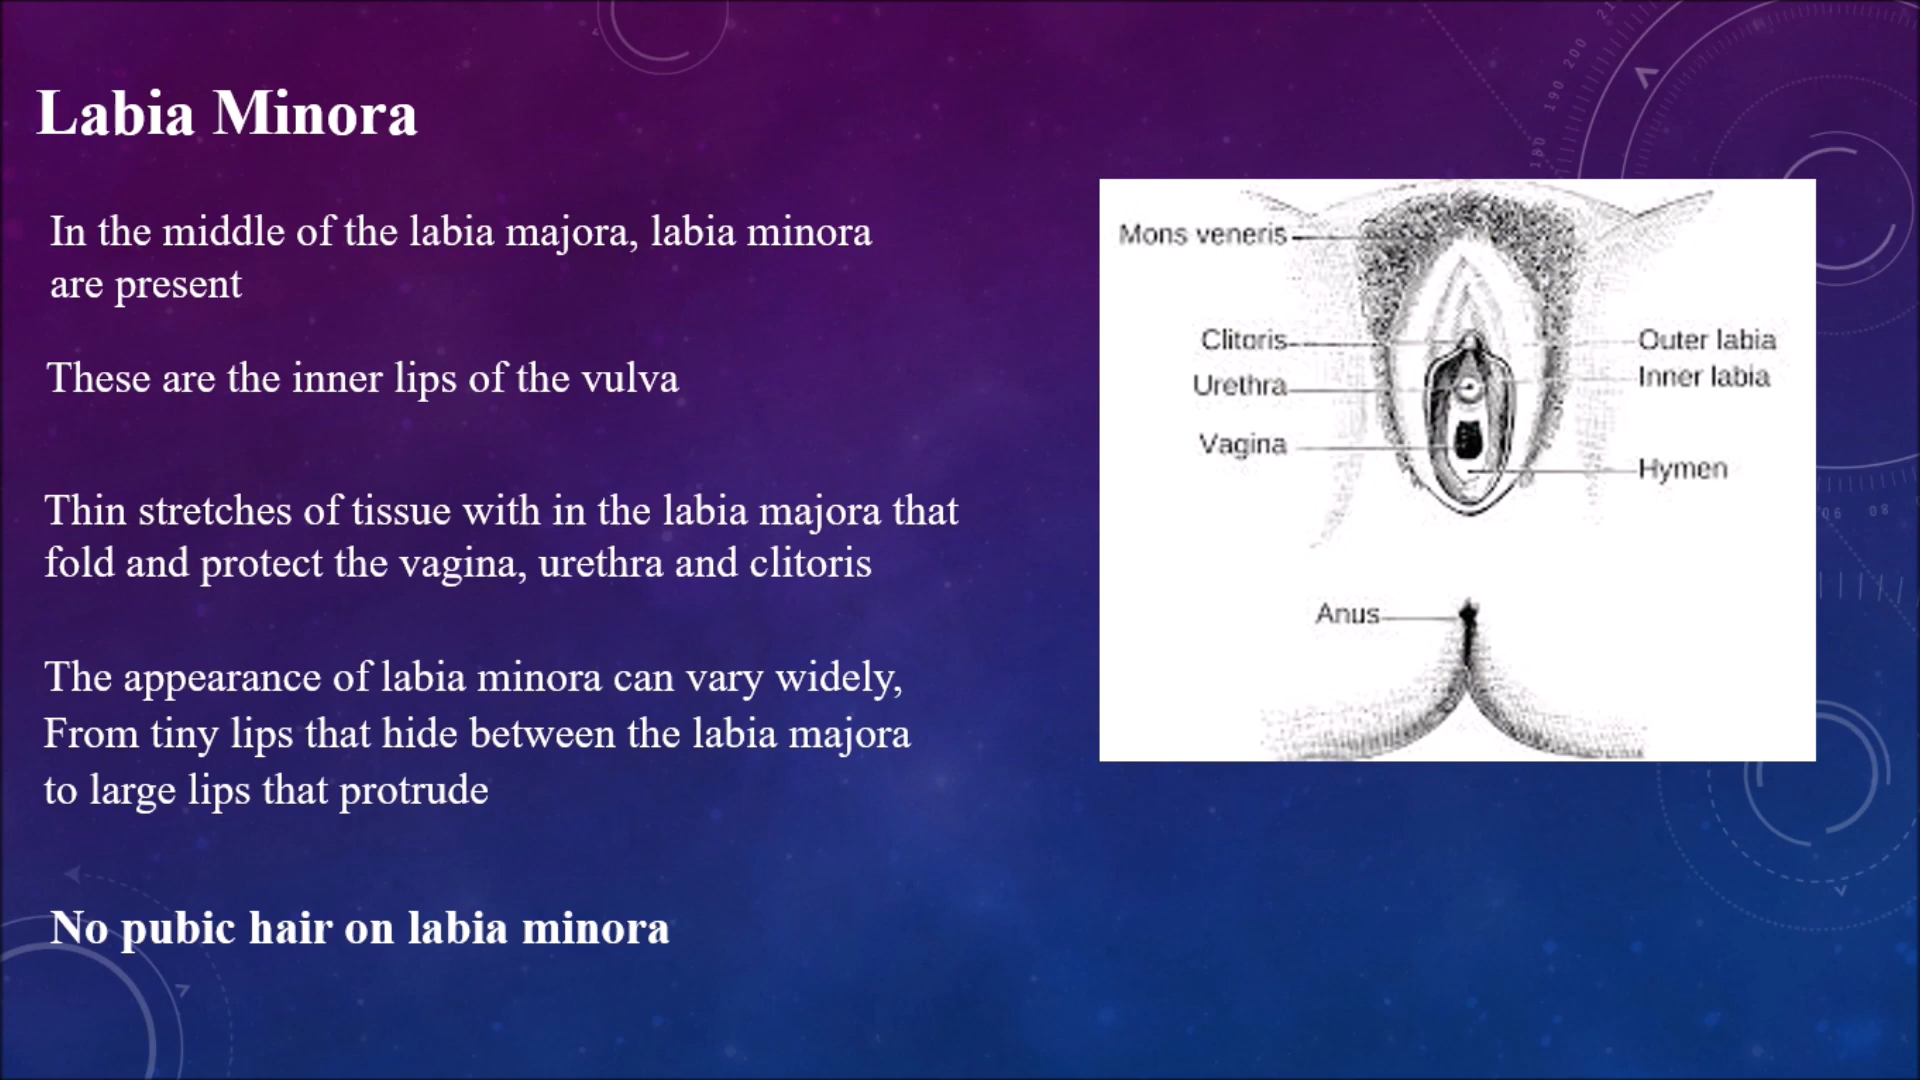 Labia Minora
In the middle of the labia majora, labia minora
are present
These are the inner lips of the vulva
Thin stretches of tissue with in the labia majora that
fold and protect the vagina, urethra and clitoris
The appearance of labia minora can vary widely,
From tiny lips that hide between the labia majora
to large lips that protrude
No pubic hair on labia minora
Mons veneris
Clitoris
Urethra
Vagina
Outer labia
Inner labia
Hymen
Anus
180 190 200